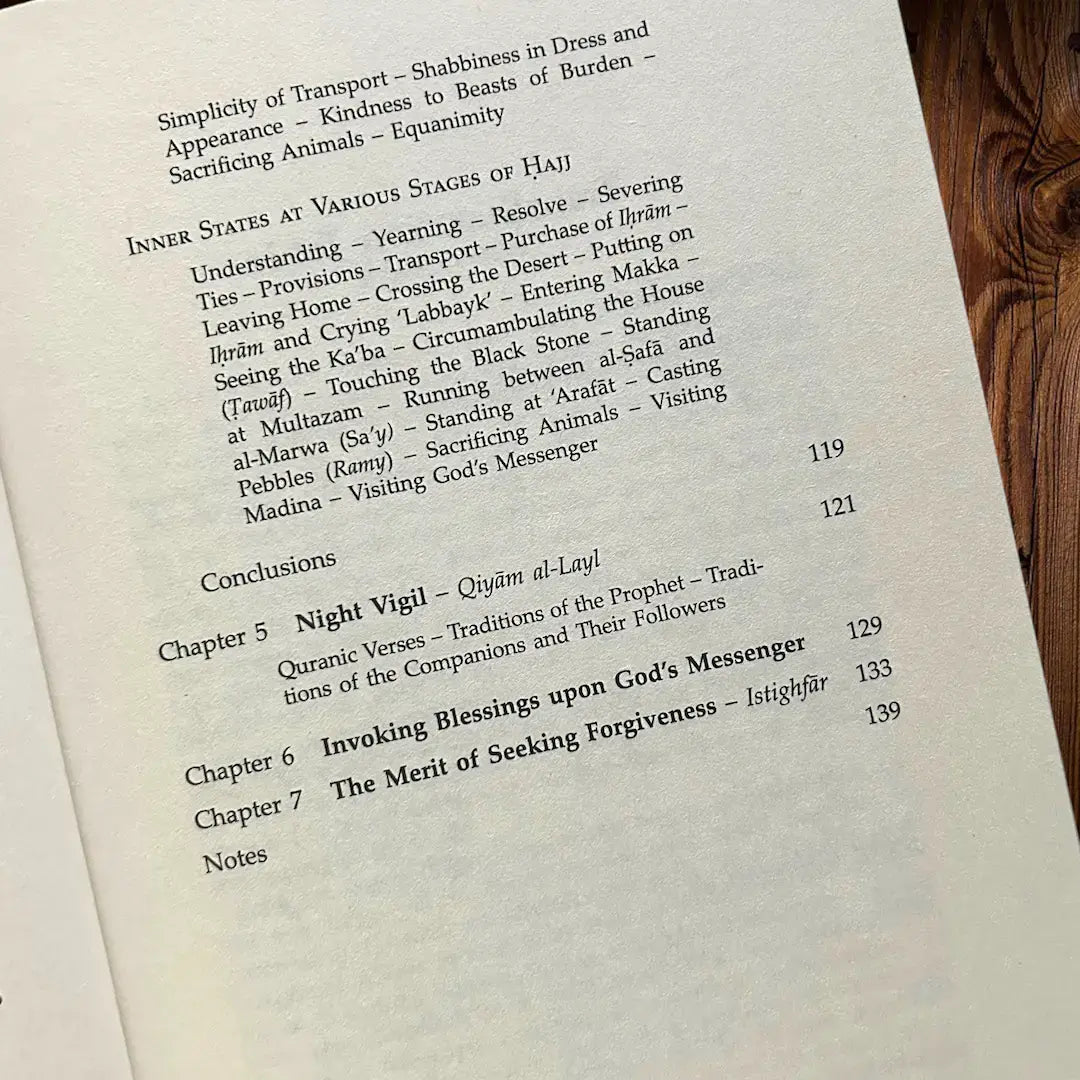 Simplicity of Transport – Shabbiness in Dress and
Appearance – Kindness to Beasts of Burden –
Sacrificing Animals – Equanimity
INNER STATES AT VARIOUS STAGES OF ḤAJJ
Understanding – Yearning – Resolve – Severing
Ties – Provisions – Transport – Purchase of Iḥrām –
Leaving Home – Crossing the Desert – Putting on
Iḥrām and Crying ‘Labbayk’ – Entering Makka –
Seeing the Ka’ba – Circumambulating the House
(Ṭawāf) – Touching the Black Stone – Standing
at Multazam – Running between al-Ṣafā and
al-Marwa (Sa’y) – Standing at ‘Arafāt – Casting
Pebbles (Ramy) – Sacrificing Animals – Visiting
Madina – Visiting God’s Messenger
Conclusions 119
Chapter 5 Night Vigil – Qiyām al-Layl 121
Quranic Verses – Traditions of the Prophet – Tradi-
tions of the Companions and Their Followers
Chapter 6 Invoking Blessings upon God’s Messenger 129
Chapter 7 The Merit of Seeking Forgiveness – Istighfār 133
Notes 139